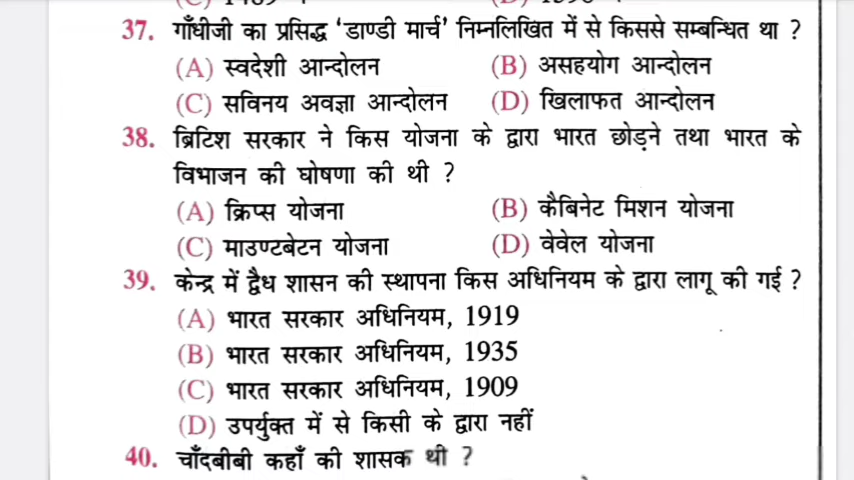 37. गाँधीजी का प्रसिद्ध ‘डाण्डी मार्च’ निम्नलिखित में से किससे सम्बन्धित था ?
(A) स्वदेशी आन्दोलन (B) असहयोग आन्दोलन
(C) सविनय अवज्ञा आन्दोलन (D) खिलाफत आन्दोलन
38. ब्रिटिश सरकार ने किस योजना के द्वारा भारत छोड़ने तथा भारत के
विभाजन की घोषणा की थी ?
(A) क्रिप्स योजना (B) कैबिनेट मिशन योजना
(C) माउण्टबेटन योजना (D) वेवेल योजना
39. केन्द्र में द्वैध शासन की स्थापना किस अधिनियम के द्वारा लागू की गई ?
(A) भारत सरकार अधिनियम, 1919
(B) भारत सरकार अधिनियम, 1935
(C) भारत सरकार अधिनियम, 1909
(D) उपर्युक्त में से किसी के द्वारा नहीं
40. चाँदबीबी कहाँ की शासक थी ?